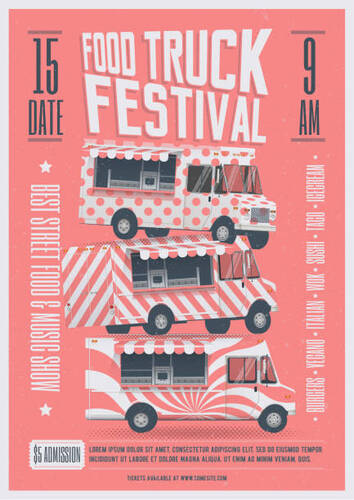 15
DATE
FOOD TRUCK
FESTIVAL
9
AM
BEST STREET FOOD & MUSIC SHOW
BURGERS • VEGANO • ITALIAN • WOK • SUSHI • TACO • ICECREAM
$5 ADMISSION
LOREM IPSUM DOLOR SIT AMET, CONSECTETUR ADIPISCING ELIT, SED DO EIUSMOD TEMPOR
INCIDIDUNT UT LABORE ET DOLORE MAGNA ALIQUA. UT ENIM AD MINIM VENIAM, QUIS NOSTRUD
TICKETS AVAILABLE AT WWW.SOMESITE.COM